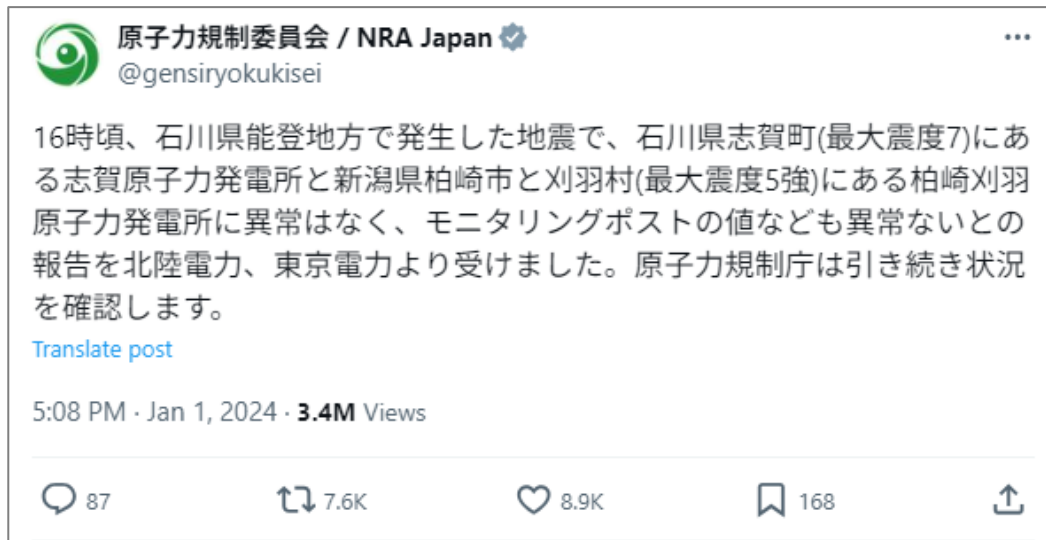 原子力規制委員会 / NRA Japan
@gensiryokukisei
16時頃、石川県能登地方で発生した地震で、石川県志賀町(最大震度7)にあ
る志賀原子力発電所と新潟県柏崎市と刈羽村(最大震度5強)にある柏崎刈羽
原子力発電所に異常はなく、モニタリングポストの値なども異常ないとの
報告を北陸電力、東京電力より受けました。原子力規制庁は引き続き状況
を確認します。
Translate post
5:08 PM · Jan 1, 2024 · 3.4M Views
87 7.6K 8.9K 168